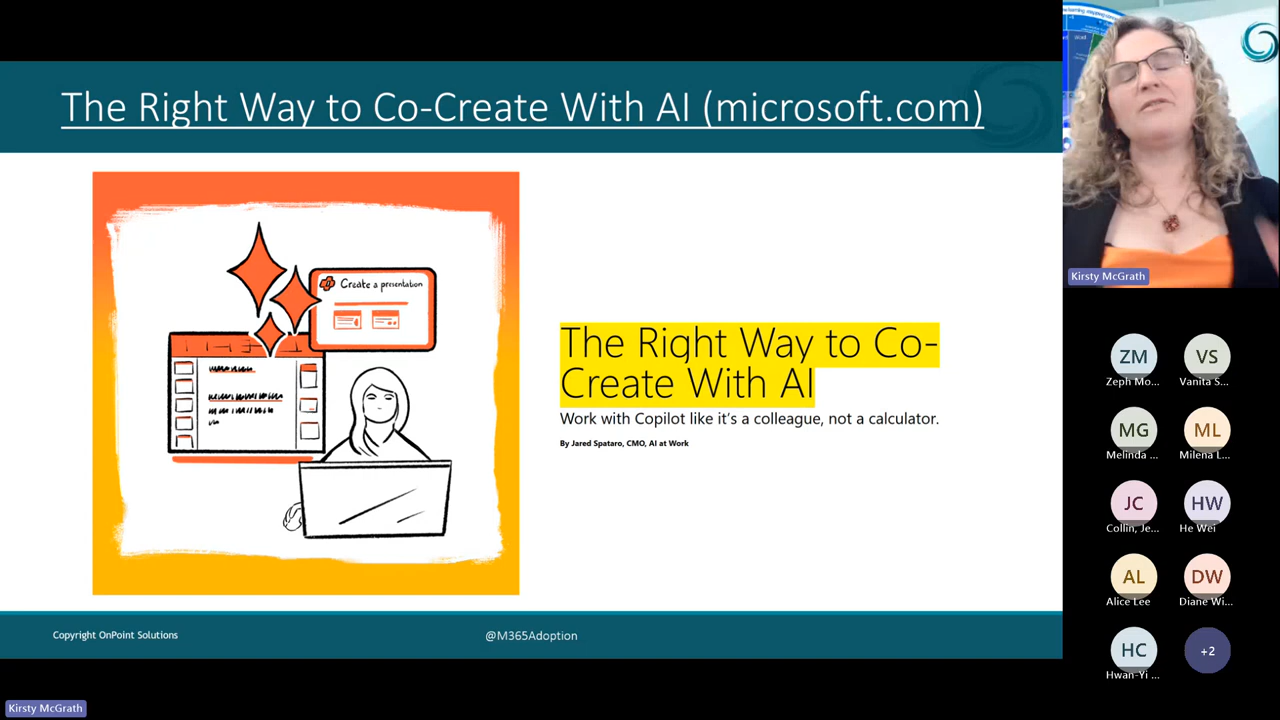 The Right Way to Co-Create With AI (microsoft.com)
Create a presentation
The Right Way to Co-
Create With AI
Work with Copilot like it's a colleague, not a calculator.
By Jared Spataro, CMO, AI at Work
Copyright OnPoint Solutions
@M365Adoption
Kirsty McGrath
Word
Kirsty McGrath
ZM
Zeph Mo...
VS
Vanita S...
MG
Melinda ...
ML
Milena L...
JC
Collin, Je...
HW
He Wei
AL
Alice Lee
DW
Diane Wi...
HC
Hwan-Yi ...
+2